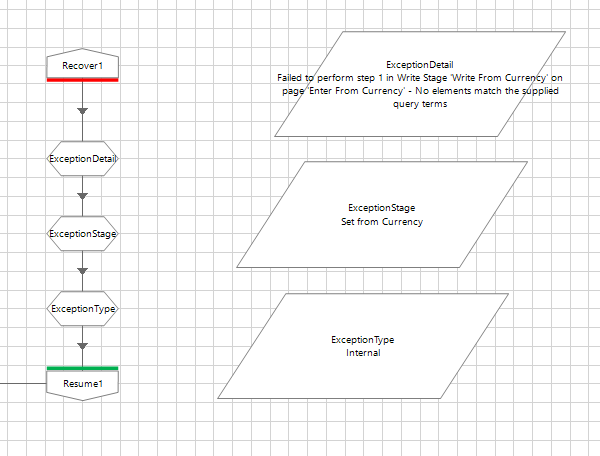 Recover1
ExceptionDetail
ExceptionStage
ExceptionType
Resume1
ExceptionDetail
Failed to perform step 1 in Write Stage 'Write From Currency' on
page 'Enter From Currency' - No elements match the supplied
query terms
ExceptionStage
Set from Currency
ExceptionType
Internal